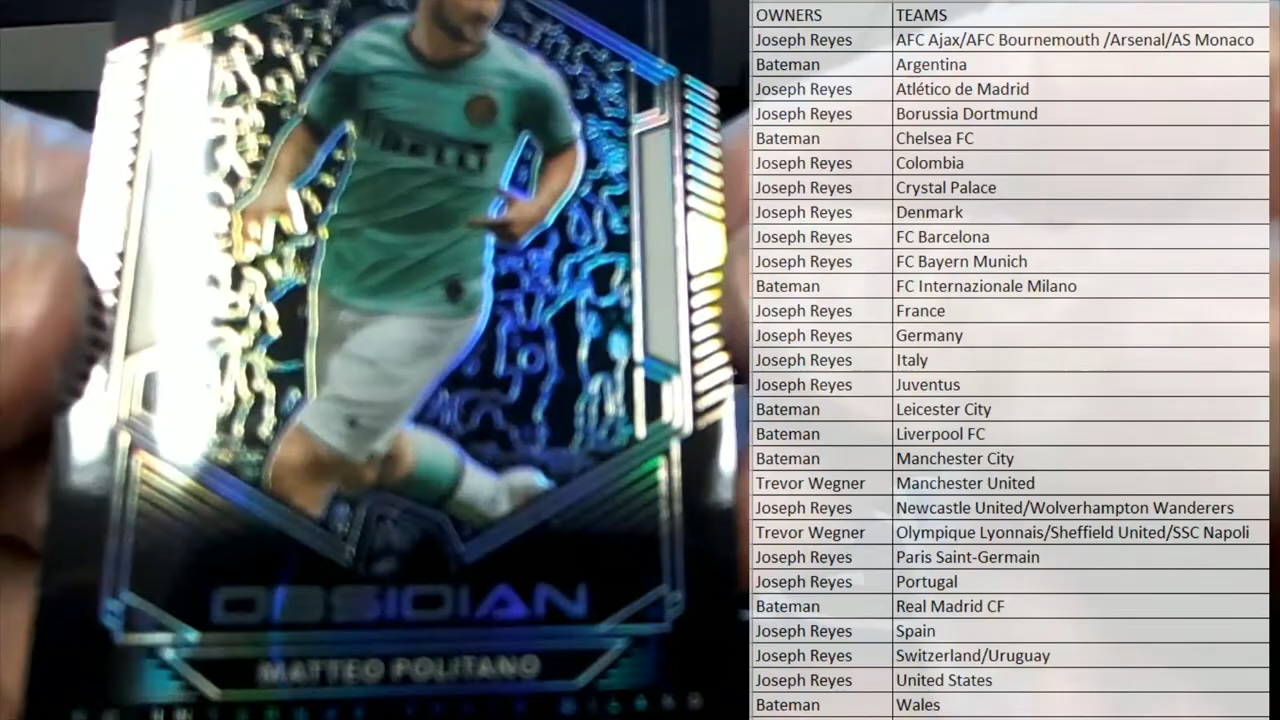 PIRELLI
OBSIDIAN
MATTEO POLITANO
OWNERS TEAMS
Joseph Reyes AFC Ajax/AFC Bournemouth /Arsenal/AS Monaco
Bateman Argentina
Joseph Reyes Atlético de Madrid
Joseph Reyes Borussia Dortmund
Bateman Chelsea FC
Joseph Reyes Colombia
Joseph Reyes Crystal Palace
Joseph Reyes Denmark
Joseph Reyes FC Barcelona
Joseph Reyes FC Bayern Munich
Bateman FC Internazionale Milano
Joseph Reyes France
Joseph Reyes Germany
Joseph Reyes Italy
Joseph Reyes Juventus
Bateman Leicester City
Bateman Liverpool FC
Bateman Manchester City
Trevor Wegner Manchester United
Joseph Reyes Newcastle United/Wolverhampton Wanderers
Trevor Wegner Olympique Lyonnais/Sheffield United/SSC Napoli
Joseph Reyes Paris Saint-Germain
Joseph Reyes Portugal
Bateman Real Madrid CF
Joseph Reyes Spain
Joseph Reyes Switzerland/Uruguay
Joseph Reyes United States
Bateman Wales